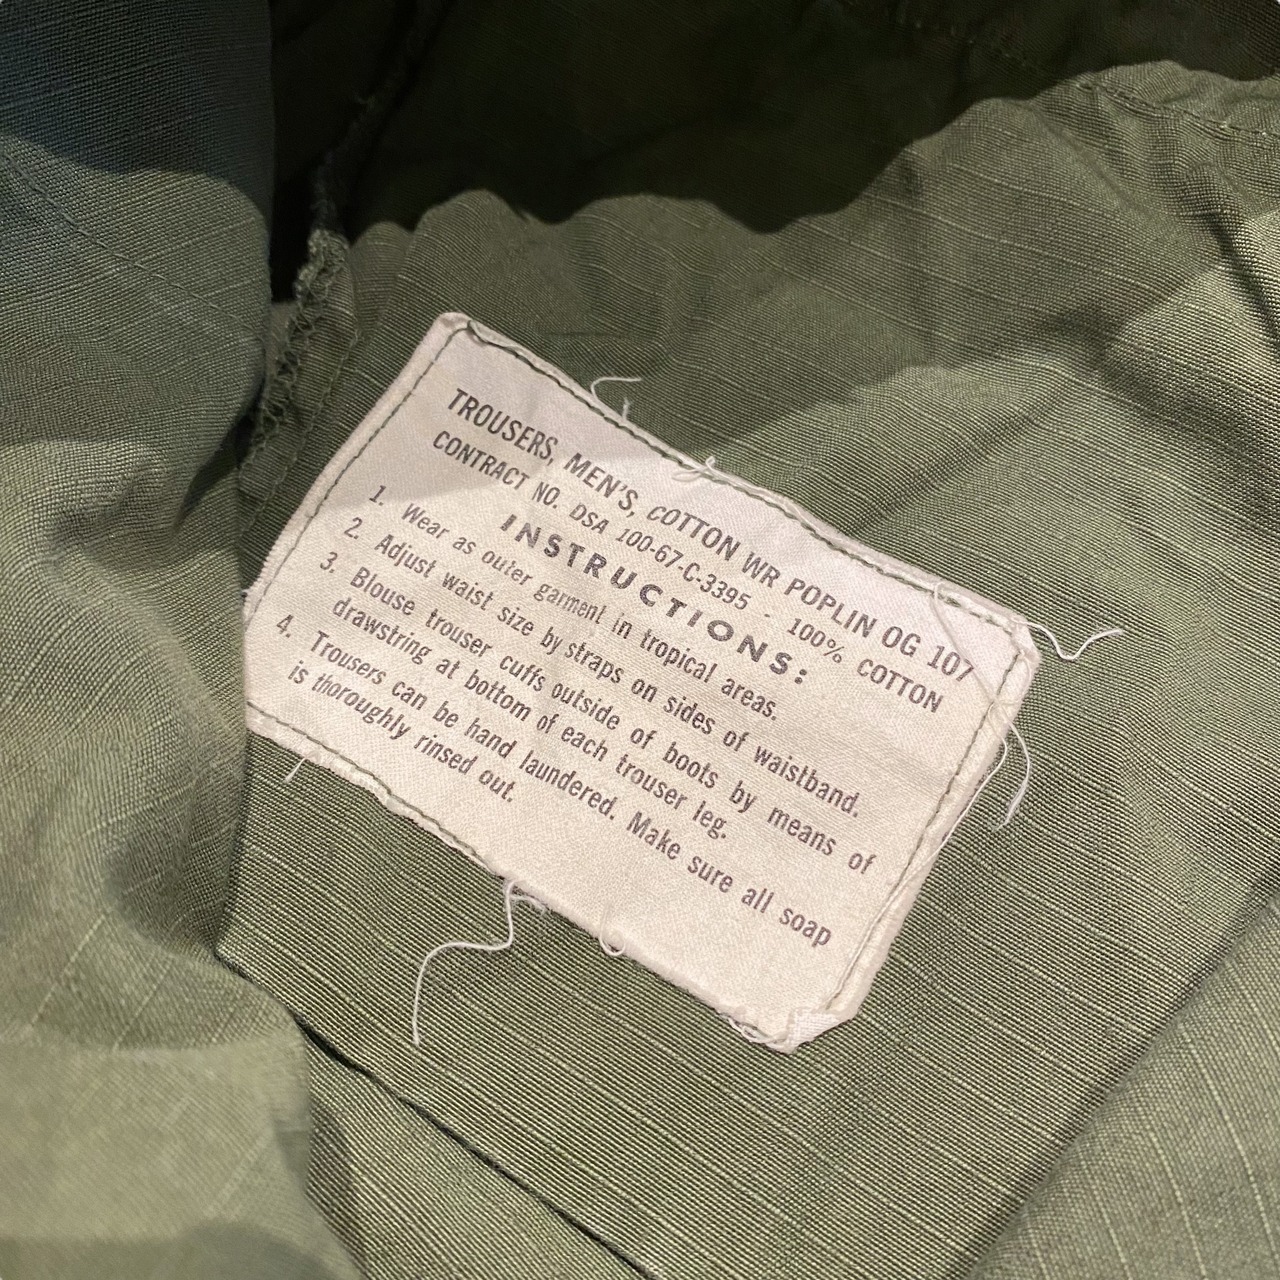 TROUSERS, MEN'S, COTTON WR POPLIN OG 107
CONTRACT NO. DSA 100-67-C-3395 - 100% COTTON
INSTRUCTIONS:
1. Wear as outer garment in tropical areas.
2. Adjust waist size by straps on sides of waistband.
3. Blouse trouser cuffs outside of boots by means of
drawstring at bottom of each trouser leg.
4. Trousers can be hand laundered. Make sure all soap
is thoroughly rinsed out.